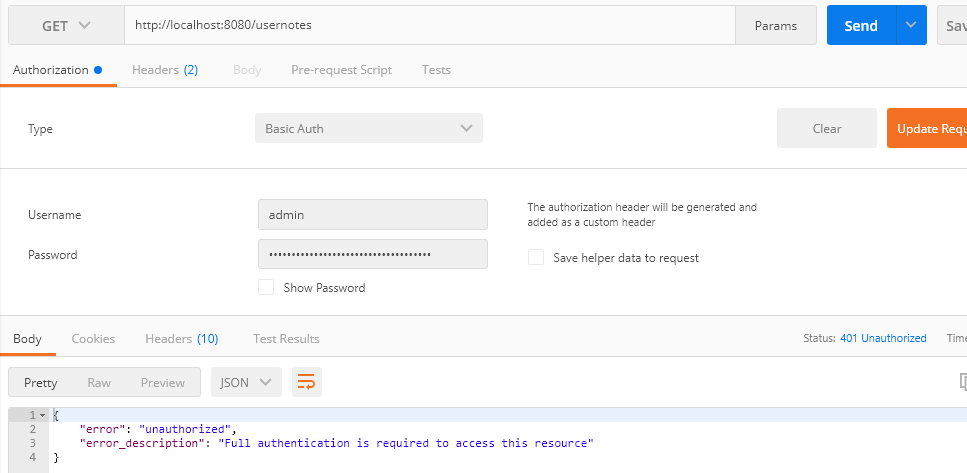 GET http://localhost:8080/usernotes Params Send Sav
Authorization Headers (2) Body Pre-request Script Tests
Type Basic Auth Clear Update Requ
Username admin The authorization header will be generated and
added as a custom header
Password •••••••••••••••••••••••••••••••••••• Save helper data to request
Show Password
Body Cookies Headers (10) Test Results Status: 401 Unauthorized Time
Pretty Raw Preview JSON
1 {
2 "error": "unauthorized",
3 "error_description": "Full authentication is required to access this resource"
4 }